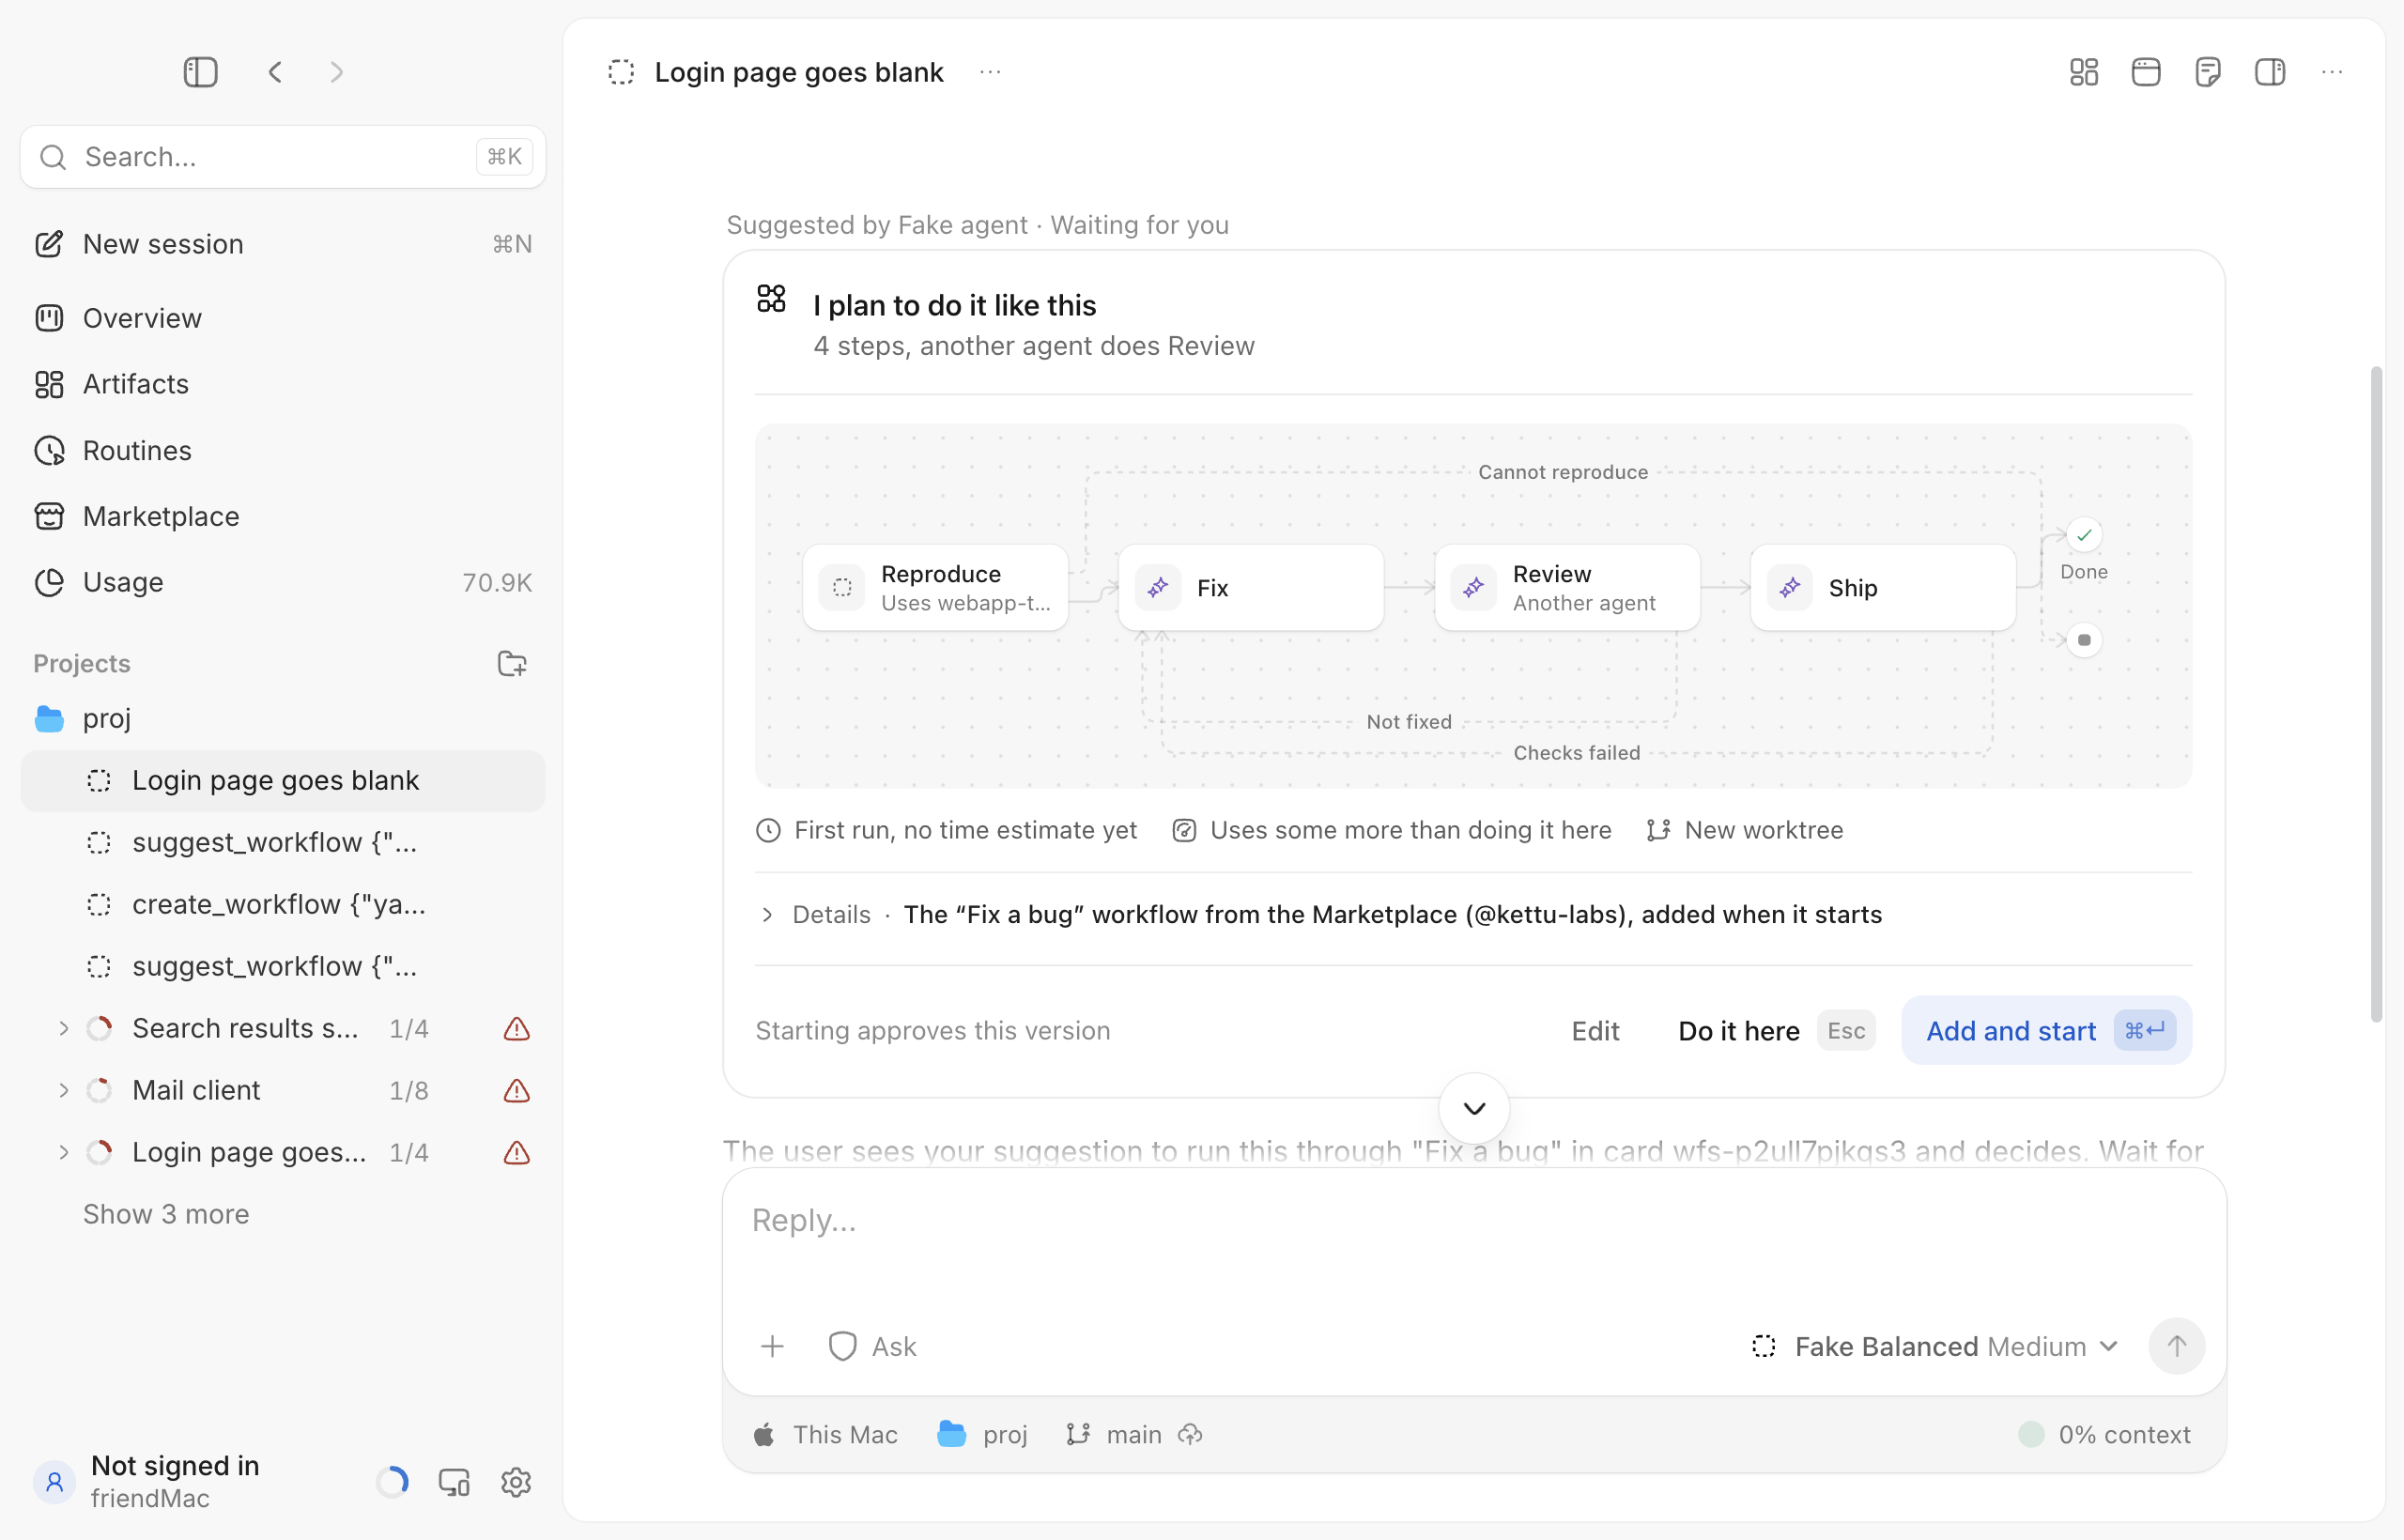 Search...
⌘K
New session
⌘N
Overview
Artifacts
Routines
Marketplace
Usage
70.9K
Projects
proj
Login page goes blank
suggest_workflow {"...
create_workflow {"ya...
suggest_workflow {"...
Search results s...
1/4
Mail client
1/8
Login page goes...
1/4
Show 3 more
Not signed in
friendMac
Login page goes blank
Suggested by Fake agent · Waiting for you
I plan to do it like this
4 steps, another agent does Review
Cannot reproduce
Reproduce
Uses webapp-t...
Fix
Review
Another agent
Ship
Done
Not fixed
Checks failed
First run, no time estimate yet
Uses some more than doing it here
New worktree
Details · The “Fix a bug” workflow from the Marketplace (@kettu-labs), added when it starts
Starting approves this version
Edit
Do it here
Esc
Add and start
⌘↵
The user sees your suggestion to run this through "Fix a bug" in card wfs-p2ull7pjkqs3 and decides. Wait for
Reply...
Ask
Fake Balanced Medium
This Mac
proj
main
0% context